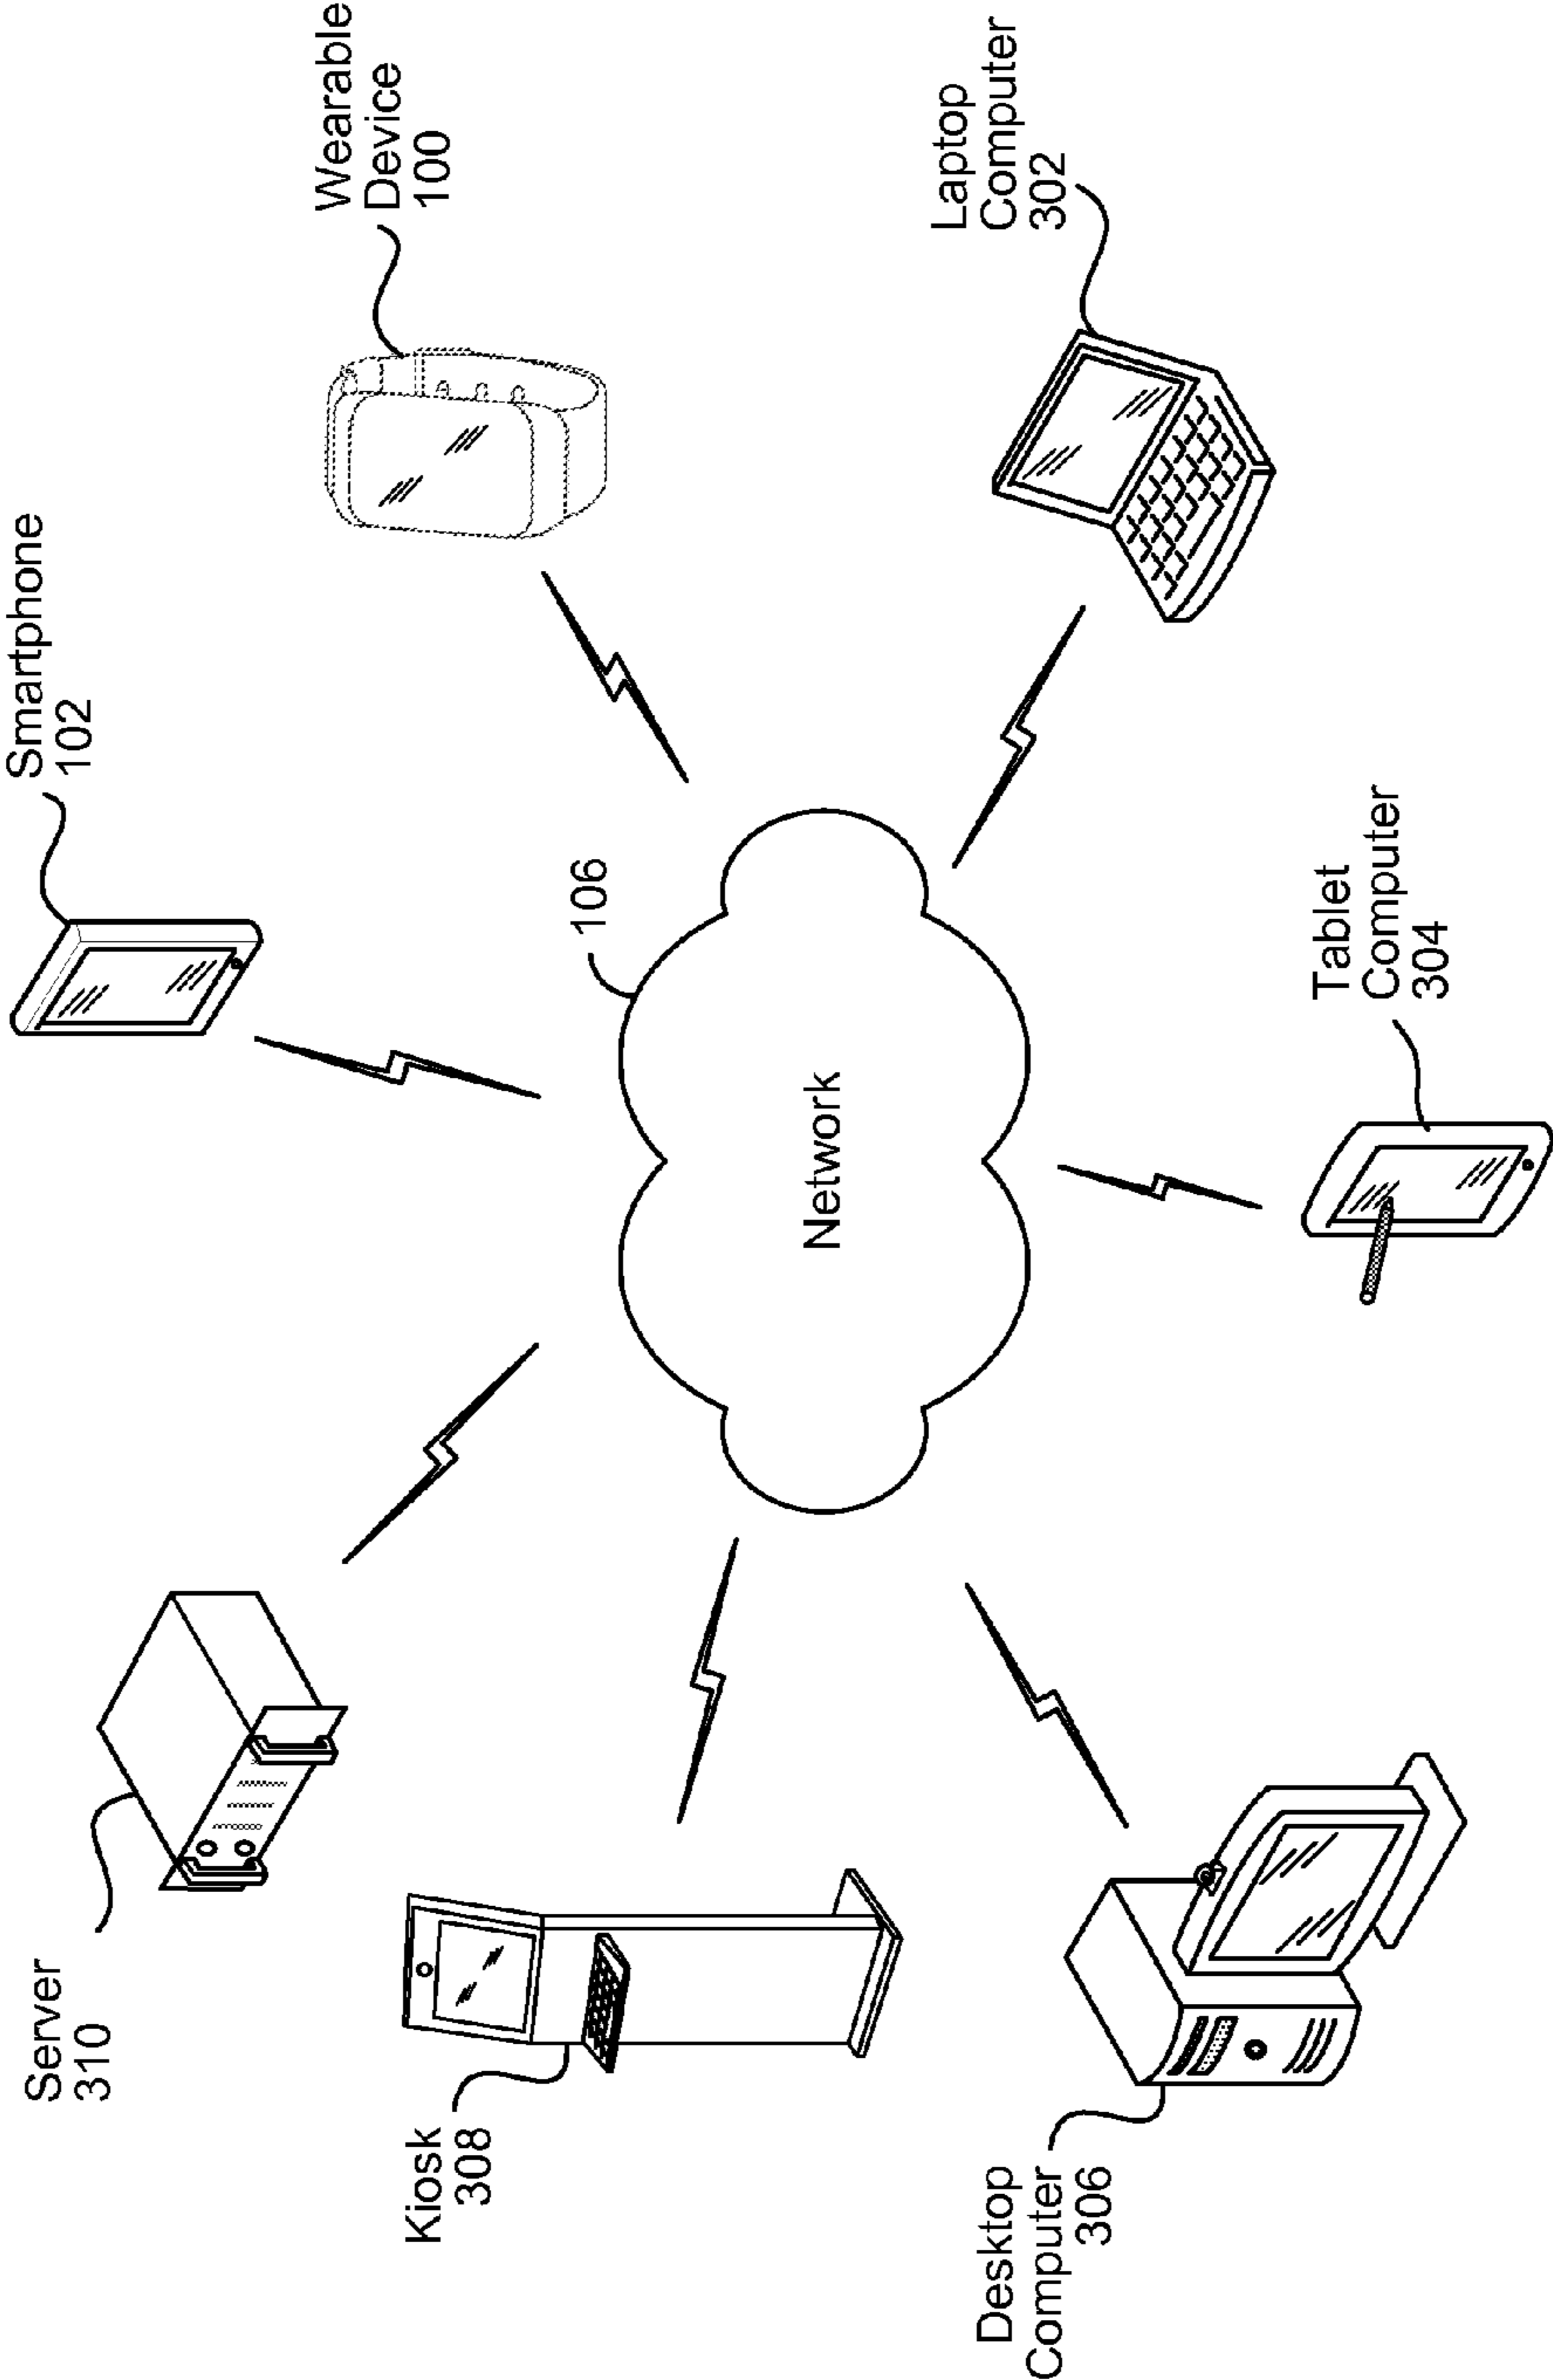 Server
310
Smartphone
102
Wearable
Device
100
Kiosk
308
106
Network
Laptop
Computer
302
Desktop
Computer
306
Tablet
Computer
304